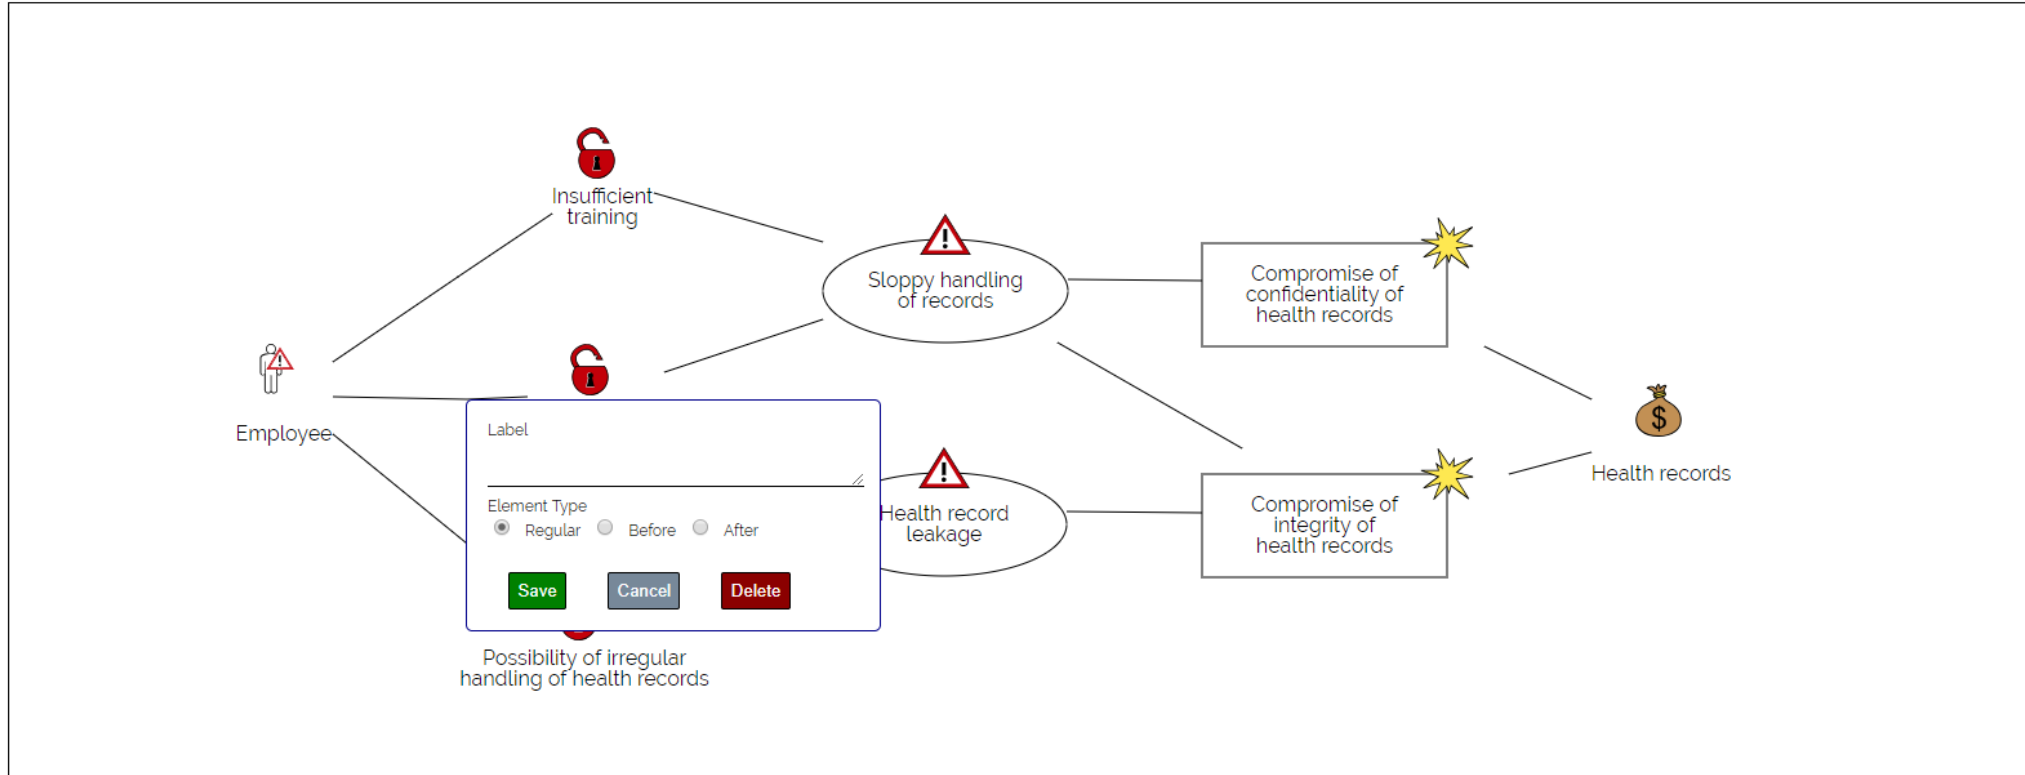 Insufficient
training
Sloppy handling
of records
Compromise of
confidentiality of
health records
Employee
$
Health records
Label
Element Type
Regular
Before
After
Save
Cancel
Delete
Health record
leakage
Compromise of
integrity of
health records
Possibility of irregular
handling of health records